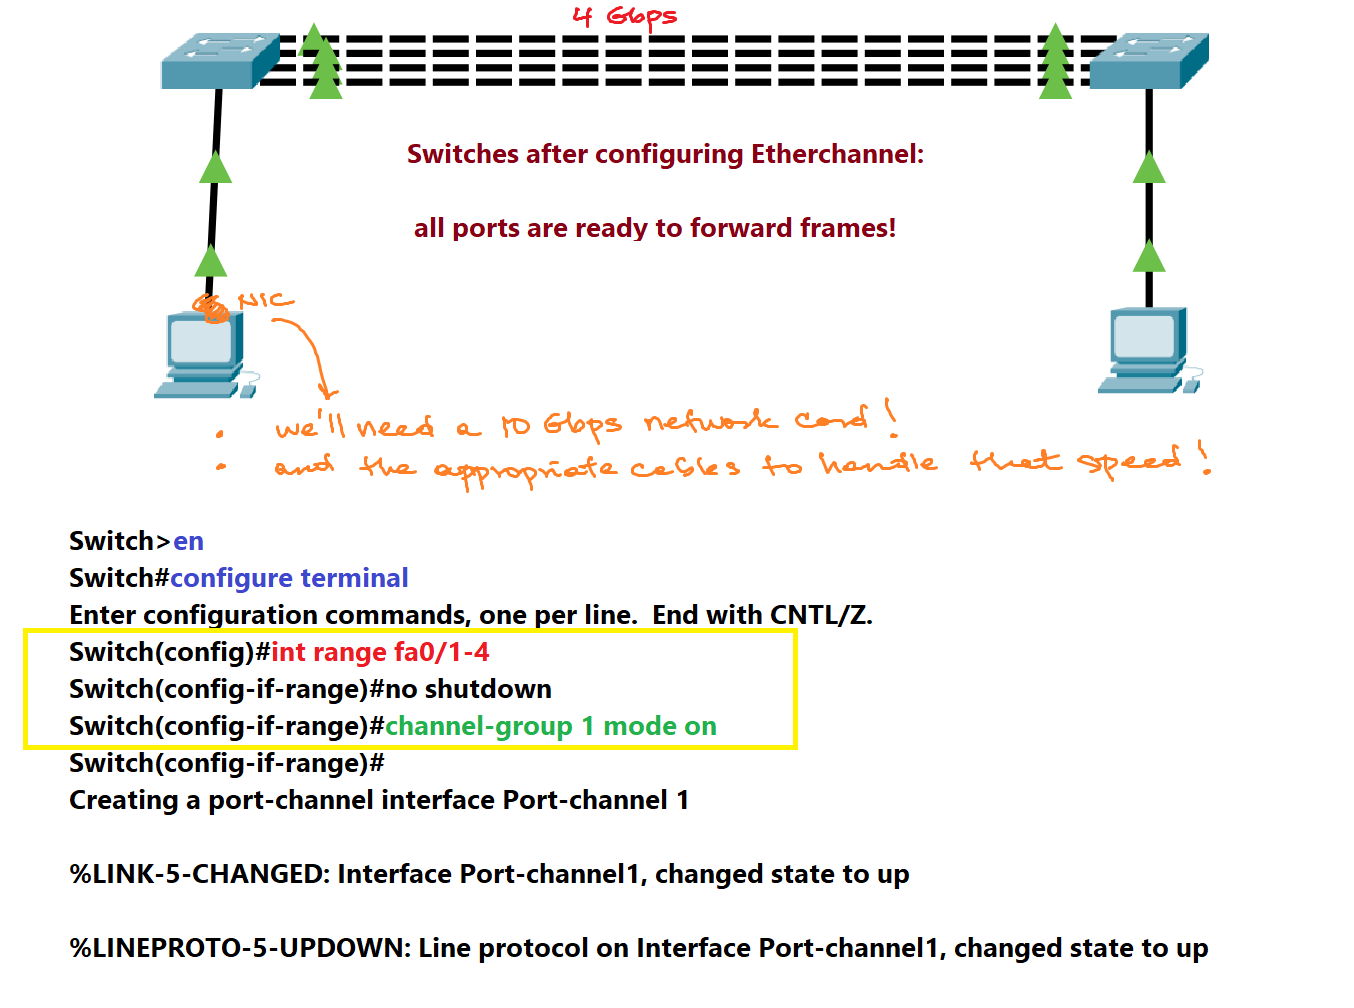 4 Gbps
Switches after configuring Etherchannel:
all ports are ready to forward frames!
NIC
• we'll need a 10 Gbps network card!
• and the appropriate cables to handle that speed!
Switch>en
Switch#configure terminal
Enter configuration commands, one per line.  End with CNTL/Z.
Switch(config)#int range fa0/1-4
Switch(config-if-range)#no shutdown
Switch(config-if-range)#channel-group 1 mode on
Switch(config-if-range)#
Creating a port-channel interface Port-channel 1
%LINK-5-CHANGED: Interface Port-channel1, changed state to up
%LINEPROTO-5-UPDOWN: Line protocol on Interface Port-channel1, changed state to up